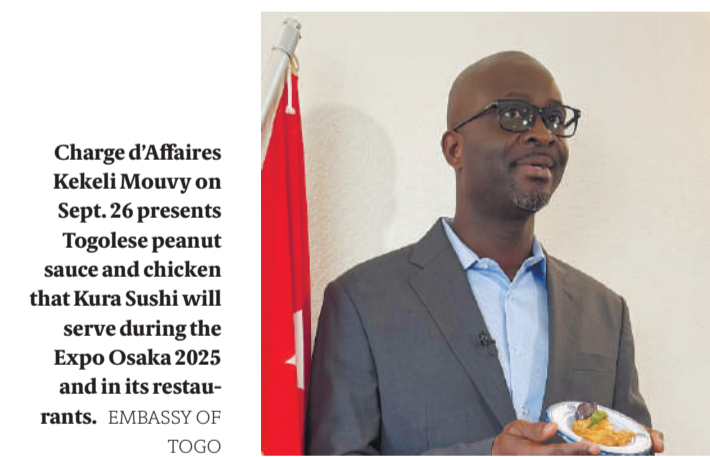 Charge d'Affaires
Kekeli Mouvy on
Sept. 26 presents
Togolese peanut
sauce and chicken
that Kura Sushi will
serve during the
Expo Osaka 2025
and in its restau-
rants. EMBASSY OF
TOGO